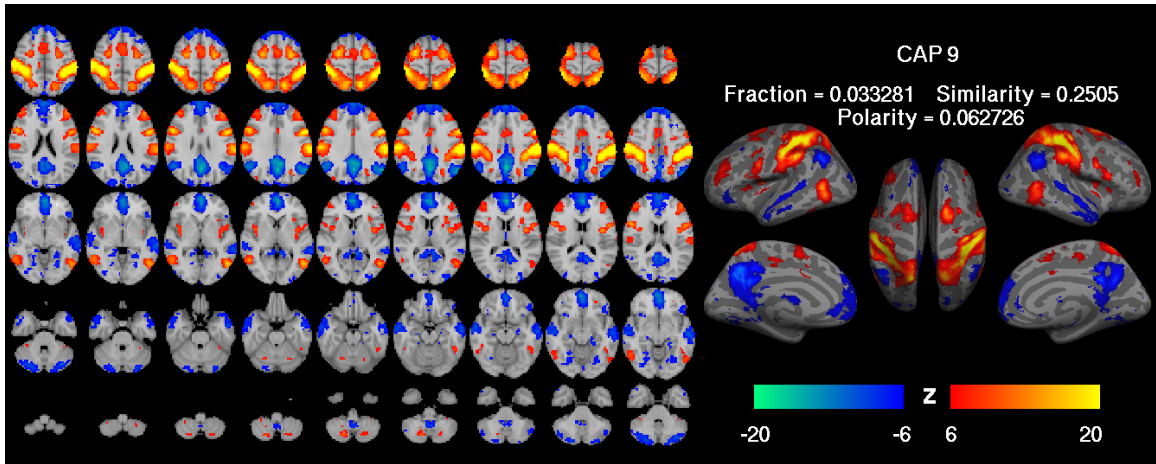 CAP 9
Fraction = 0.033281 Similarity = 0.2505
Polarity = 0.062726
z
-20 -6 6 20